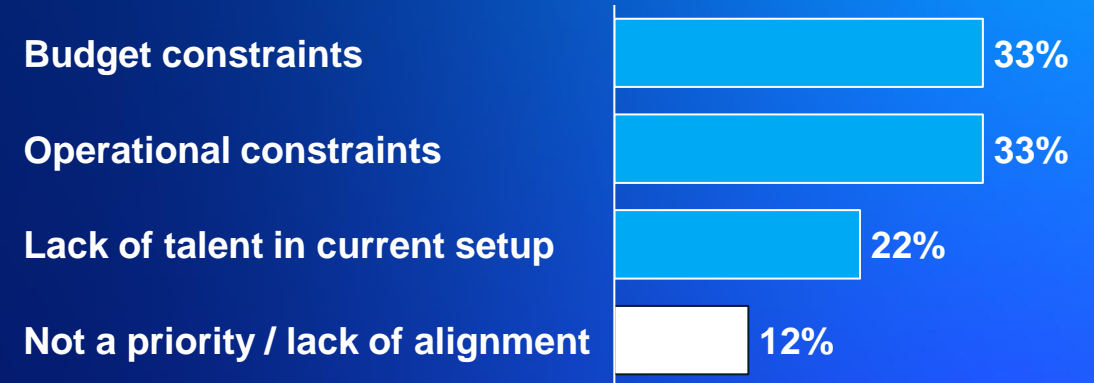 Budget constraints 33%
Operational constraints 33%
Lack of talent in current setup 22%
Not a priority / lack of alignment 12%